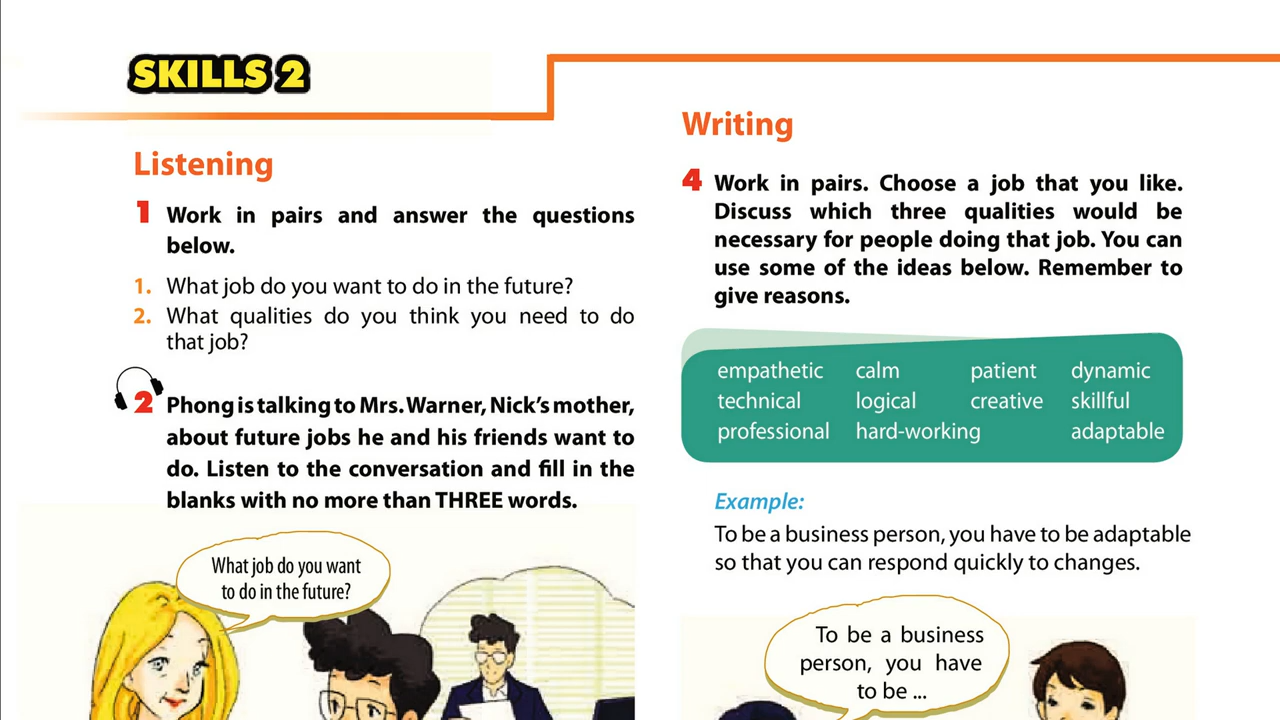 SKILLS 2
Listening
1 Work in pairs and answer the questions
below.
1. What job do you want to do in the future?
2. What qualities do you think you need to do
that job?
2 Phong is talking to Mrs. Warner, Nick's mother,
about future jobs he and his friends want to
do. Listen to the conversation and fill in the
blanks with no more than THREE words.
What job do you want
to do in the future?
Writing
4 Work in pairs. Choose a job that you like.
Discuss which three qualities would be
necessary for people doing that job. You can
use some of the ideas below. Remember to
give reasons.
empathetic calm patient dynamic
technical logical creative skillful
professional hard-working adaptable
Example:
To be a business person, you have to be adaptable
so that you can respond quickly to changes.
To be a business
person, you have
to be ...